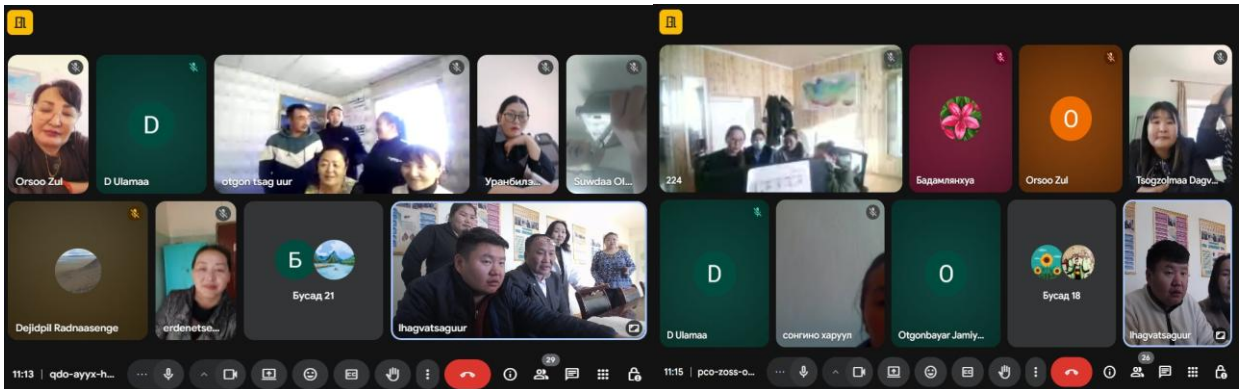 Orsoo Zul
D
D Ulamaa
otgon tsag uur
Уранбилэ...
Suwdaa Ol...
Dejidpil Radnaasenge
erdenetse...
Б
Бусад 21
lhagvatsaguur
11:13 | qdo-ayyx-h...
29
224
Бадамлянхуа
O
Orsoo Zul
Tsogzolmaa Dagv...
D
D Ulamaa
сонгино харуул
O
Otgonbayar Jamiy...
Бусад 18
lhagvatsaguur
11:15 | pco-zoss-o...
26